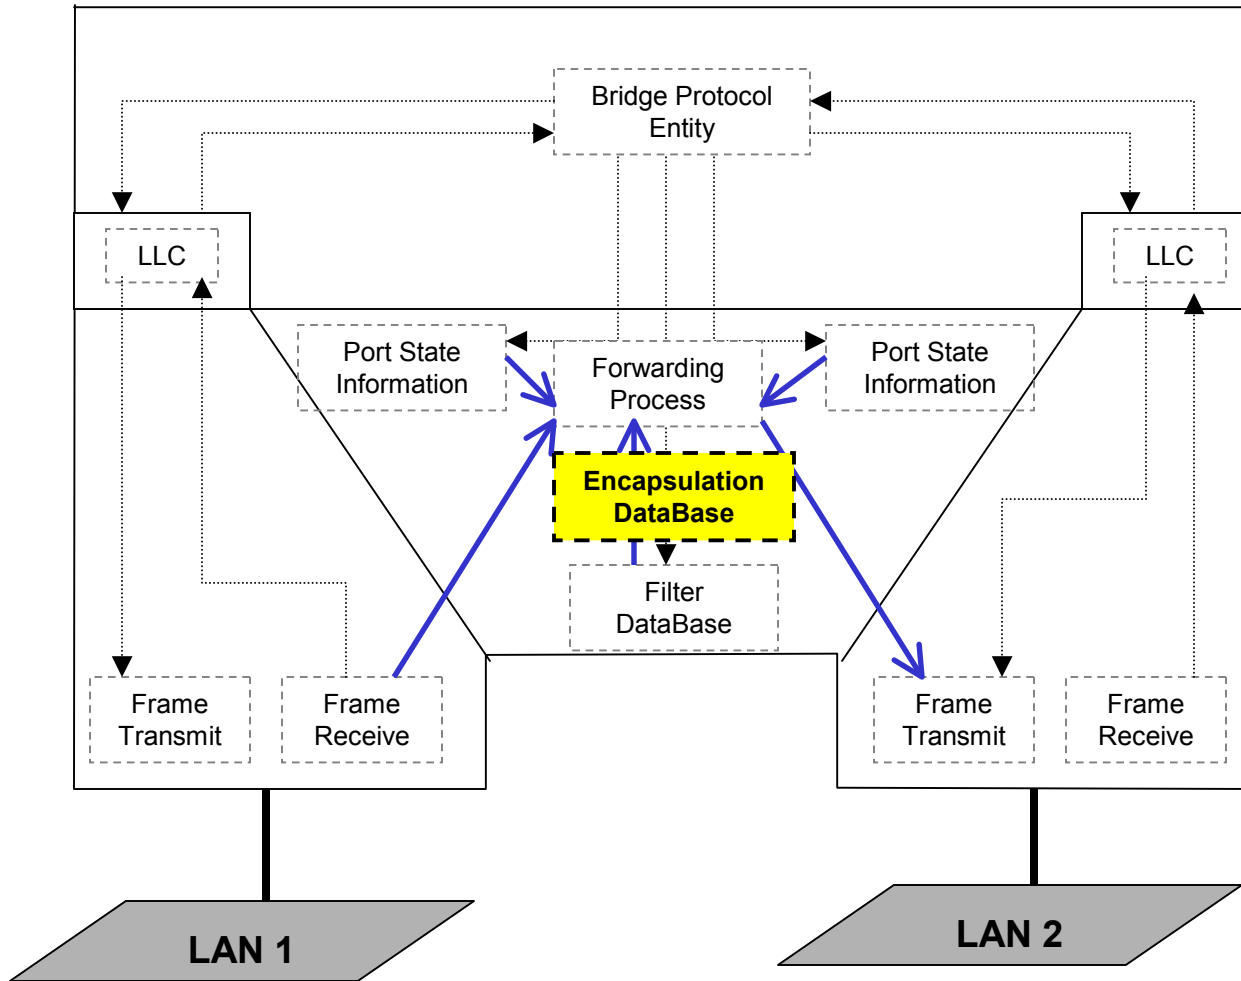 Bridge Protocol
Entity
LLC
LLC
Port State
Information
Forwarding
Process
Port State
Information
Encapsulation
DataBase
Filter
DataBase
Frame
Transmit
Frame
Receive
Frame
Transmit
Frame
Receive
LAN 1
LAN 2